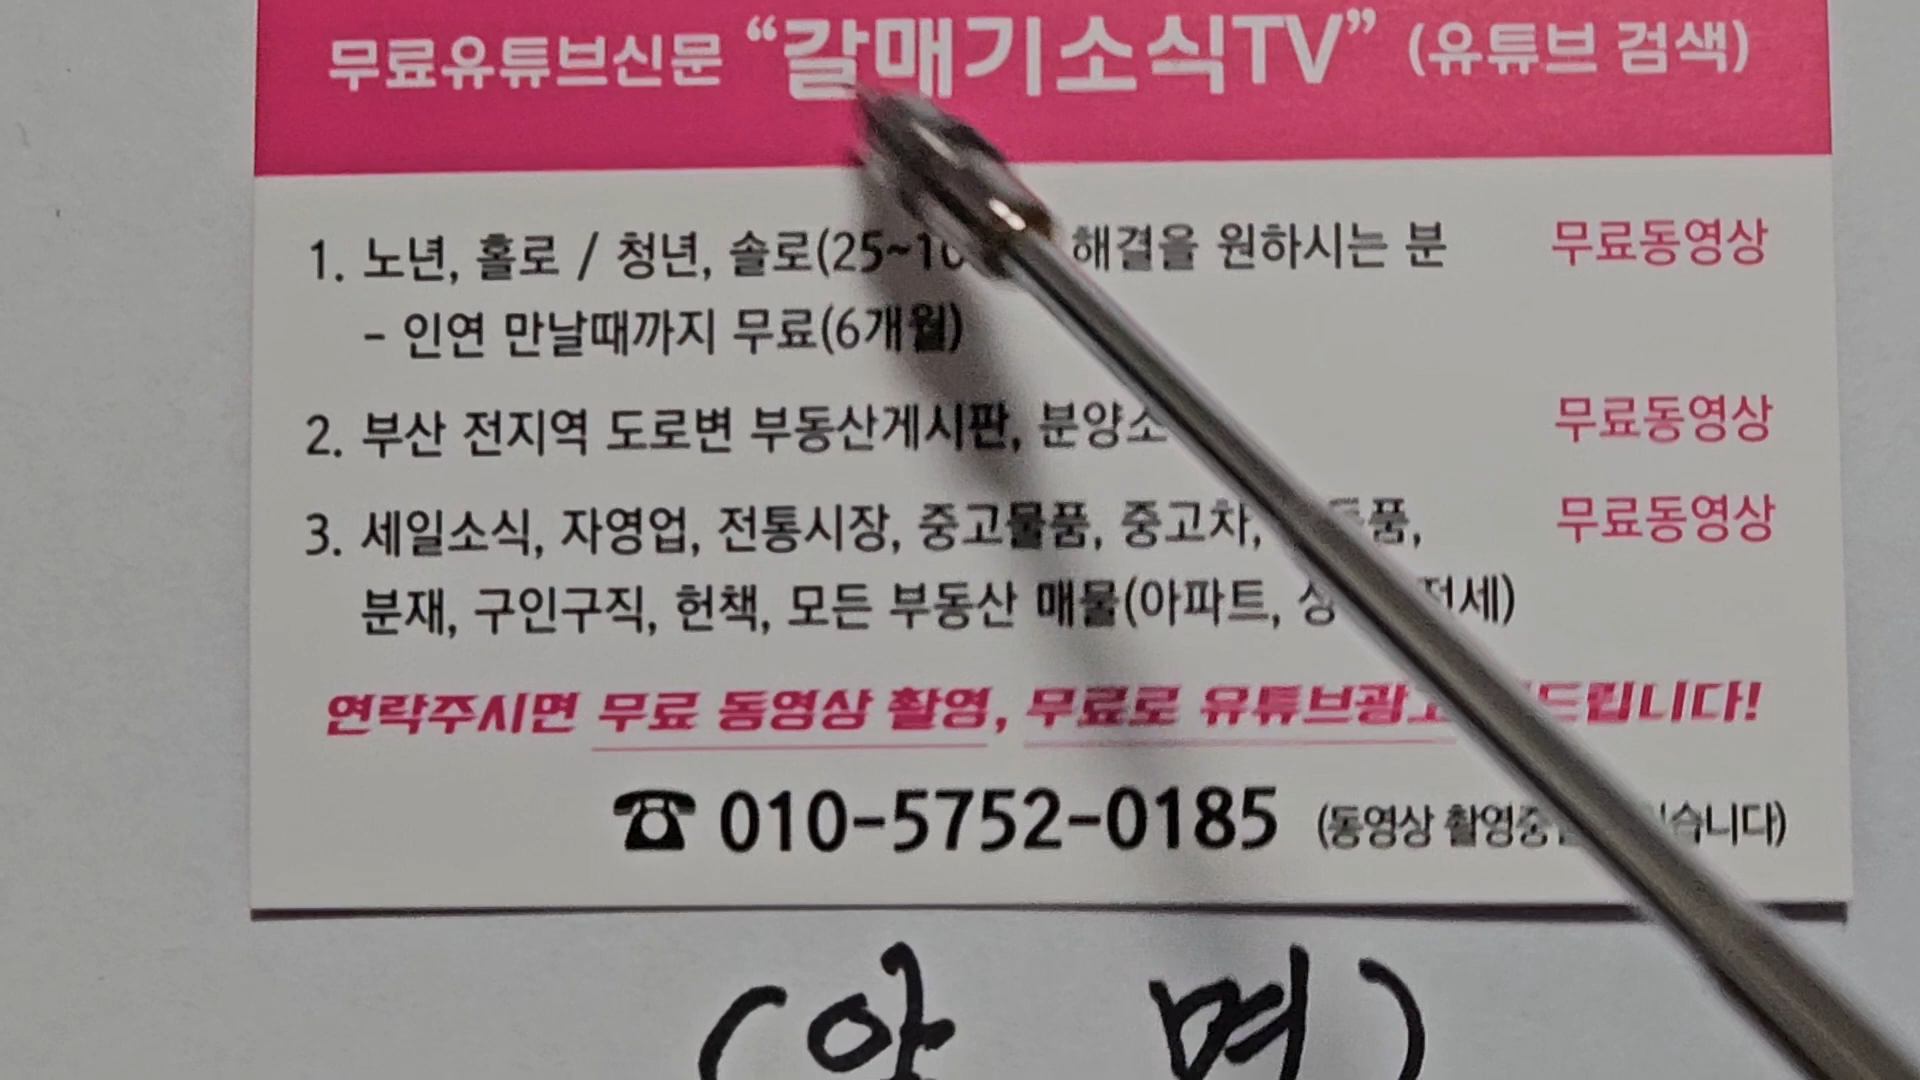 무료유튜브신문 “갈매기소식TV” (유튜브 검색)
1. 노년, 홀로 / 청년, 솔로(25~10 해결을 원하시는 분 무료동영상
- 인연 만날때까지 무료(6개월)
2. 부산 전지역 도로변 부동산게시판, 분양소 무료동영상
3. 세일소식, 자영업, 전통시장, 중고물품, 중고차, 무료동영상
분재, 구인구직, 헌책, 모든 부동산 매물(아파트, 전세)
연락주시면 무료 동영상 촬영, 무료로 유튜브광고 드립니다!
☎ 010-5752-0185 (동영상 촬영중